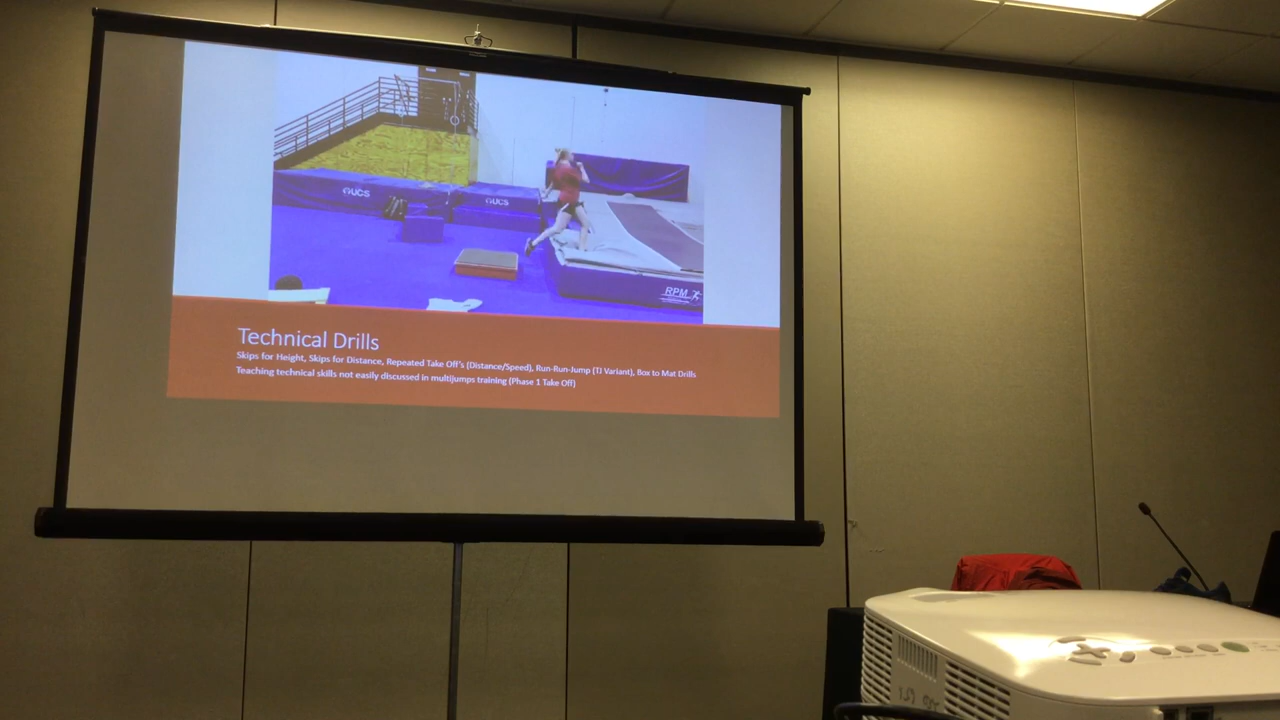 UCS
UCS
RPM
Technical Drills
Skips for Height, Skips for Distance, Repeated Take Off's (Distance/Speed), Run-Run-Jump (TJ Variant), Box to Mat Drills
Teaching technical skills not easily discussed in multijumps training (Phase 1 Take Off)